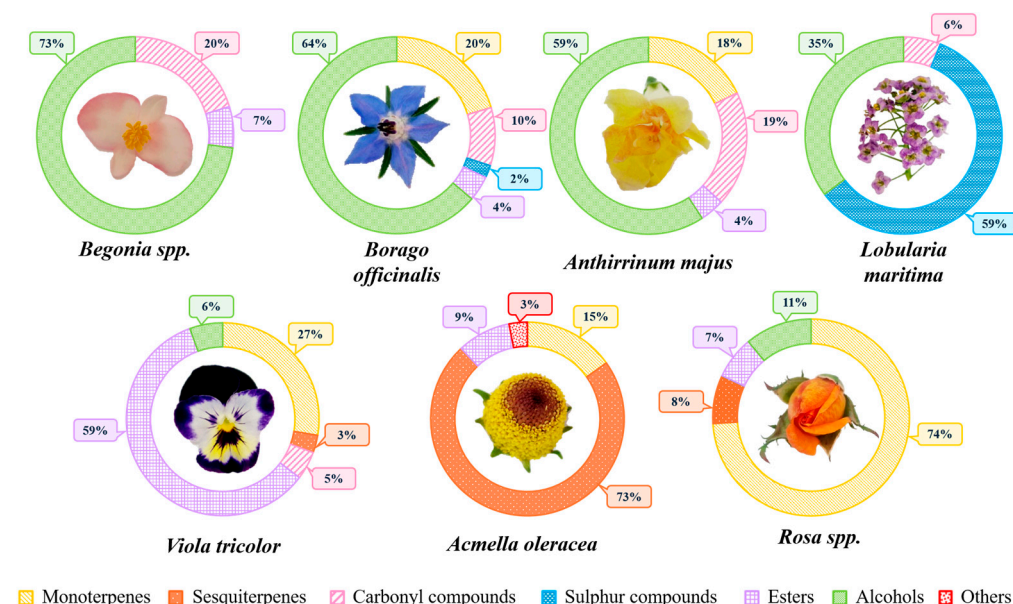 73%
20%
7%
Begonia spp.
64%
20%
10%
2%
4%
Borago
officinalis
59%
18%
19%
4%
Anthirrinum majus
35%
6%
59%
Lobularia
maritima
6%
27%
59%
3%
5%
Viola tricolor
9%
3%
15%
73%
Acmella oleracea
11%
7%
8%
74%
Rosa spp.
Monoterpenes Sesquiterpenes Carbonyl compounds Sulphur compounds Esters Alcohols Others